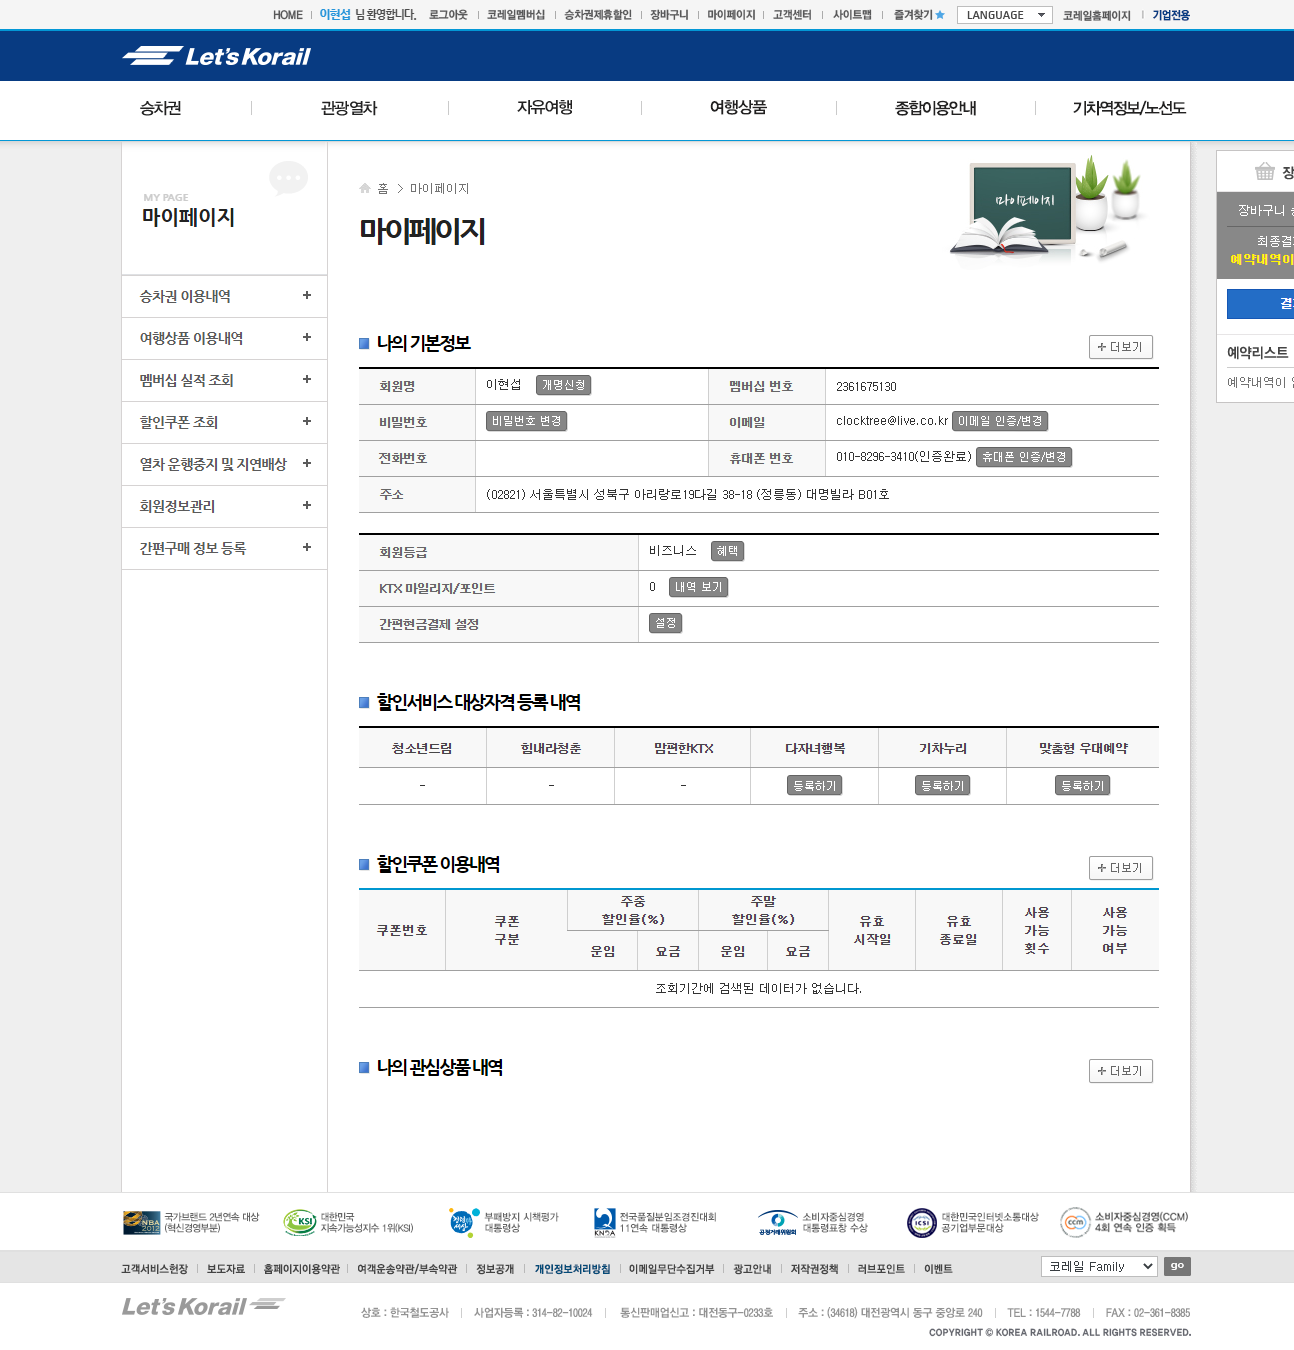 HOME 이현섭 님 환영합니다. 로그아웃 코레일멤버십 승차권제휴할인 장바구니 마이페이지 고객센터 사이트맵 즐겨찾기 LANGUAGE 코레일홈페이지 기업전용
Let's Korail
승차권 관광열차 자유여행 여행상품 종합이용안내 기차역정보/노선도
MY PAGE
마이페이지
승차권 이용내역
여행상품 이용내역
멤버십 실적 조회
할인쿠폰 조회
열차 운행중지 및 지연배상
회원정보관리
간편구매 정보 등록
홈 > 마이페이지
마이페이지
마이페이지
장바구니
최종결
예약내역이
결
예약리스트
예약내역이
나의 기본정보 + 더보기
회원명 이현섭 개명신청 멤버십 번호 2361675130
비밀번호 비밀번호 변경 이메일 clocktree@live.co.kr 이메일 인증/변경
전화번호 휴대폰 번호 010-8296-3410(인증완료) 휴대폰 인증/변경
주소 (02821) 서울특별시 성북구 아리랑로19다길 38-18 (정릉동) 대명빌라 B01호
회원등급 비즈니스 혜택
KTX 마일리지/포인트 0 내역 보기
간편현금결제 설정 설정
할인서비스 대상자격 등록 내역
청소년드림 힘내라청춘 맘편한KTX 다자녀행복 기차누리 맞춤형 우대예약
- - - 등록하기 등록하기 등록하기
할인쿠폰 이용내역 + 더보기
쿠폰번호 쿠폰 구분 주중 할인율(%) 주말 할인율(%) 유효 시작일 유효 종료일 사용 가능 횟수 사용 가능 여부
운임 요금 운임 요금
조회기간에 검색된 데이터가 없습니다.
나의 관심상품 내역 + 더보기
NBA 2012 국가브랜드 2년연속 대상 (혁신경영부문)
KSI 대한민국 지속가능성지수 1위(KSI)
부패방지 시책평가 대통령상
전국품질분임조경진대회 11연속 대통령상
공정거래위원회 소비자중심경영 대통령표창 수상
ICSI 대한민국인터넷소통대상 공기업부문대상
ccm 소비자중심경영(CCM) 4회 연속 인증 획득
고객서비스헌장 보도자료 홈페이지이용약관 여객운송약관/부속약관 정보공개 개인정보처리방침 이메일무단수집거부 광고안내 저작권정책 러브포인트 이벤트 코레일 Family go
Let's Korail
상호 : 한국철도공사 사업자등록 : 314-82-10024 통신판매업신고 : 대전동구-0233호 주소 : (34618) 대전광역시 동구 중앙로 240 TEL : 1544-7788 FAX : 02-361-8385
COPYRIGHT © KOREA RAILROAD. ALL RIGHTS RESERVED.